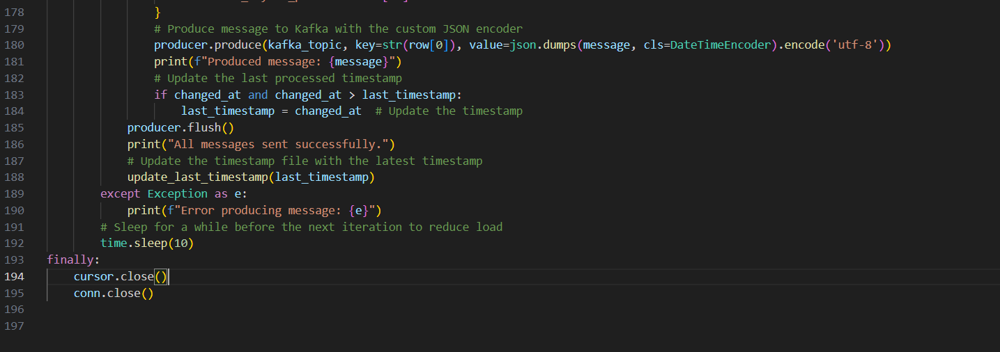 178 }
179 # Produce message to Kafka with the custom JSON encoder
180 producer.produce(kafka_topic, key=str(row[0]), value=json.dumps(message, cls=DateTimeEncoder).encode('utf-8'))
181 print(f"Produced message: {message}")
182 # Update the last processed timestamp
183 if changed_at and changed_at > last_timestamp:
184 last_timestamp = changed_at  # Update the timestamp
185 producer.flush()
186 print("All messages sent successfully.")
187 # Update the timestamp file with the latest timestamp
188 update_last_timestamp(last_timestamp)
189 except Exception as e:
190 print(f"Error producing message: {e}")
191 # Sleep for a while before the next iteration to reduce load
192 time.sleep(10)
193 finally:
194 cursor.close()
195 conn.close()
196
197